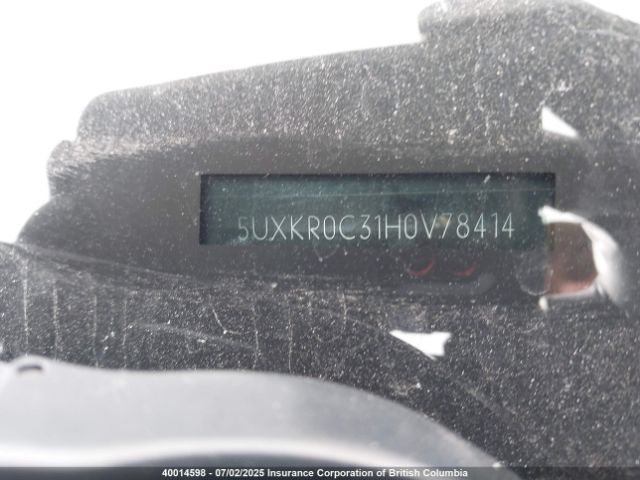 5UXKR0C31H0V78414
40014598 - 07/02/2025 Insurance Corporation of British Columbia